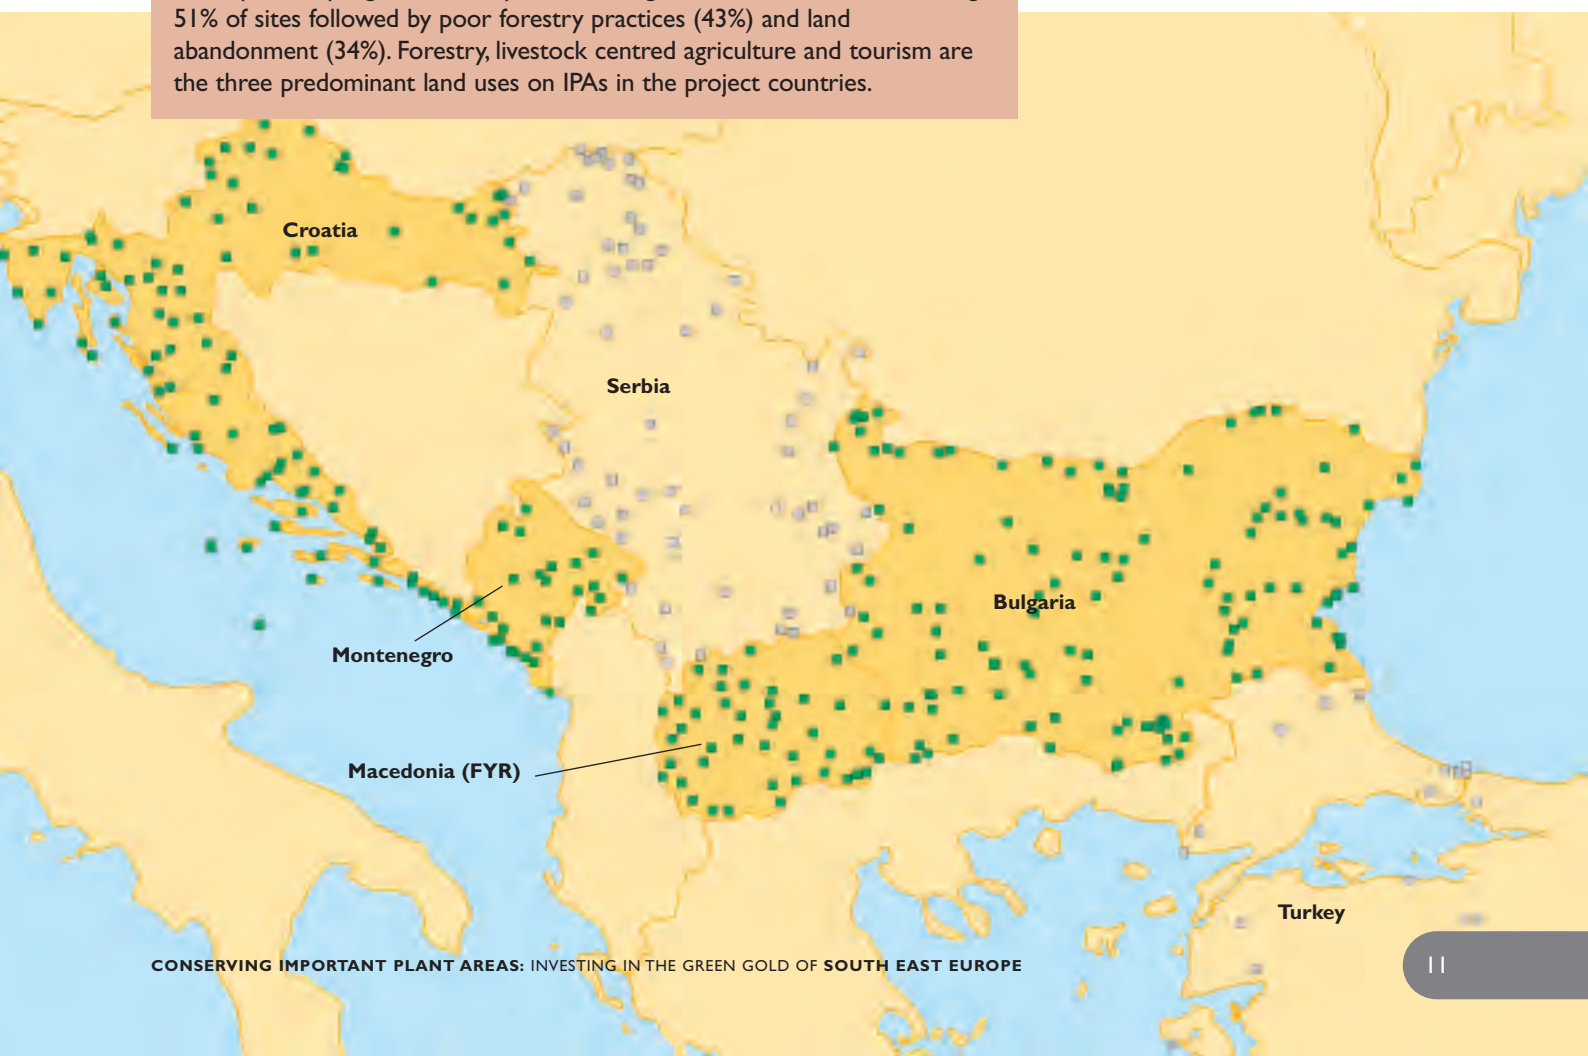 51% of sites followed by poor forestry practices (43%) and land
abandonment (34%). Forestry, livestock centred agriculture and tourism are
the three predominant land uses on IPAs in the project countries.
Croatia
Serbia
Bulgaria
Montenegro
Macedonia (FYR)
Turkey
CONSERVING IMPORTANT PLANT AREAS: INVESTING IN THE GREEN GOLD OF SOUTH EAST EUROPE
11